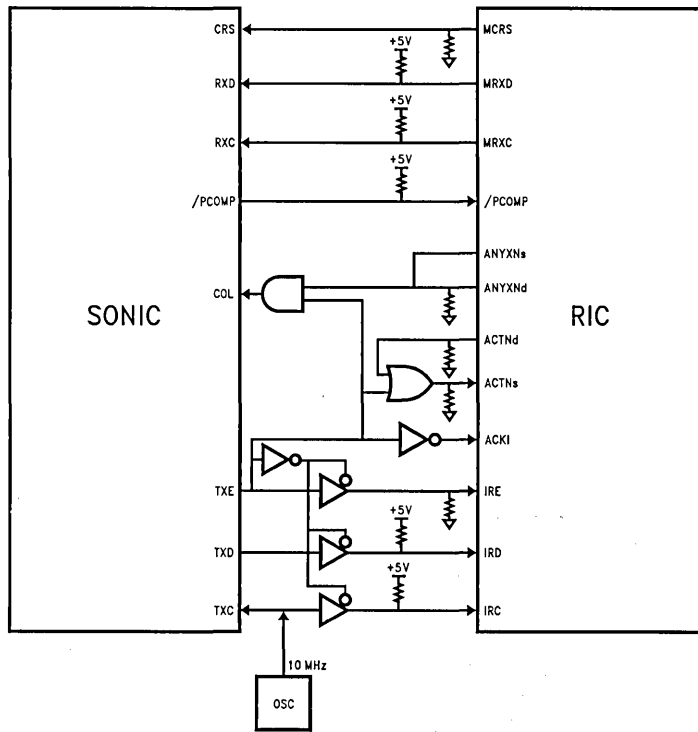 CRS
MCRS
+5V
RXD
MRXD
+5V
RXC
MRXC
+5V
/PCOMP
/PCOMP
ANYXNs
COL
ANYXNd
SONIC
RIC
ACTNd
ACTNs
ACKI
TXE
IRE
+5V
TXD
IRD
+5V
TXC
IRC
10 MHz
OSC